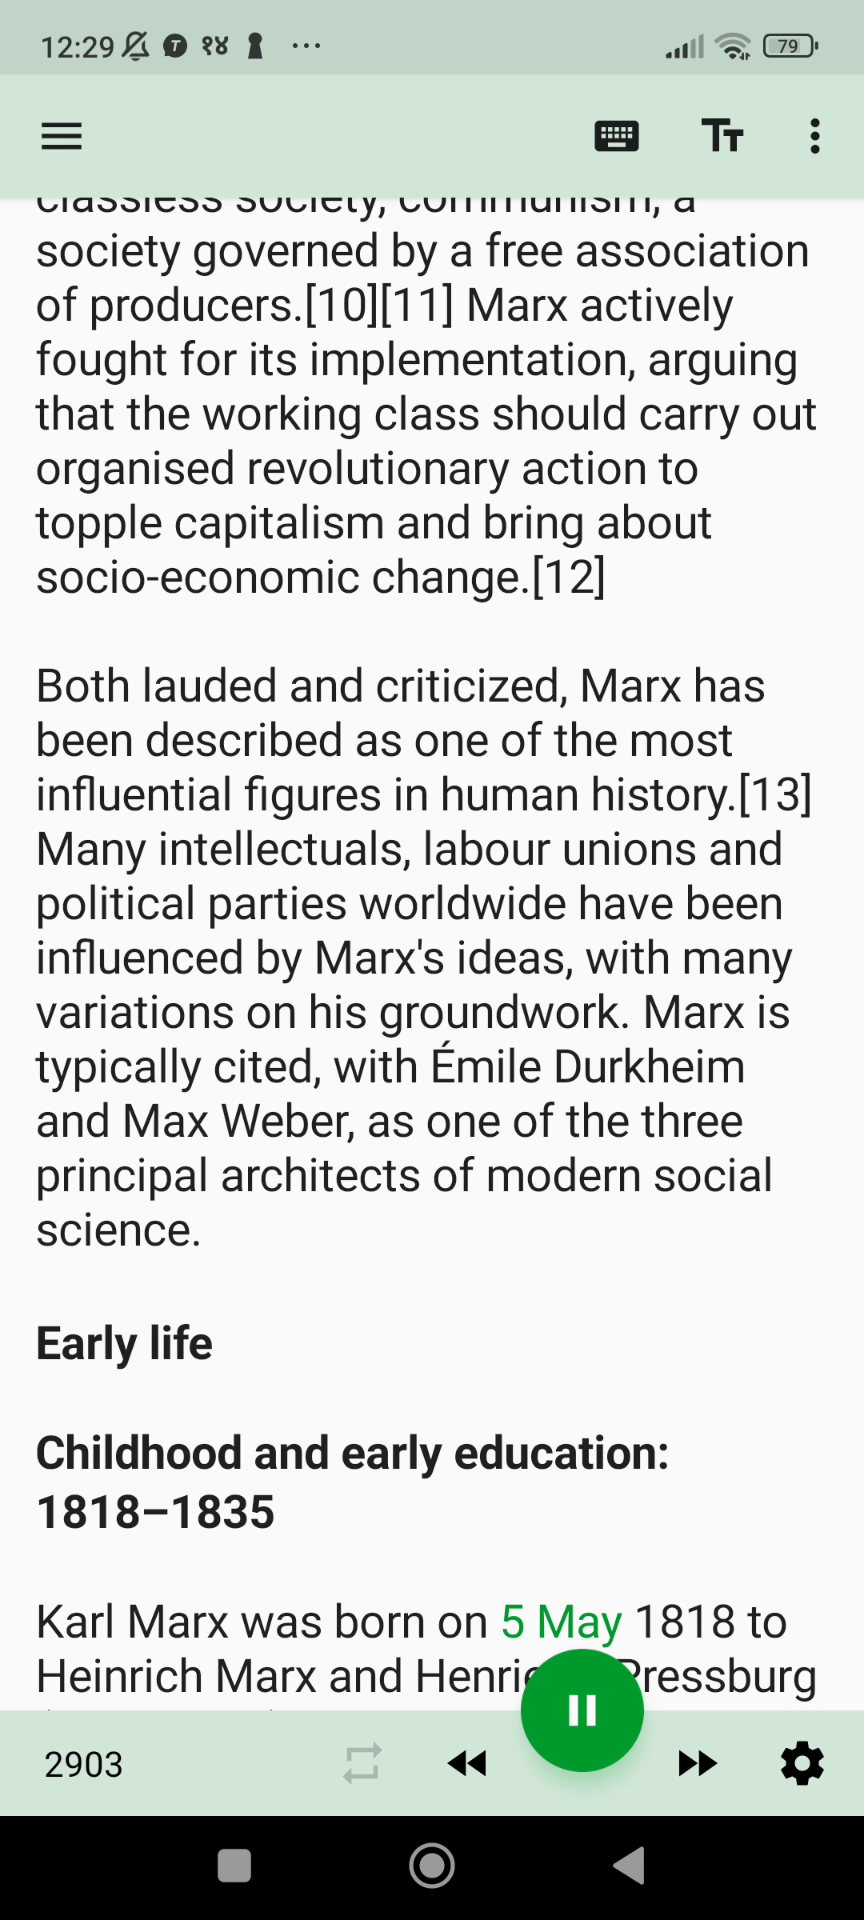 12:29 T १४ ...
79
TT
classless society, communism, a
society governed by a free association
of producers.[10][11] Marx actively
fought for its implementation, arguing
that the working class should carry out
organised revolutionary action to
topple capitalism and bring about
socio-economic change.[12]
Both lauded and criticized, Marx has
been described as one of the most
influential figures in human history.[13]
Many intellectuals, labour unions and
political parties worldwide have been
influenced by Marx's ideas, with many
variations on his groundwork. Marx is
typically cited, with Émile Durkheim
and Max Weber, as one of the three
principal architects of modern social
science.
Early life
Childhood and early education:
1818–1835
Karl Marx was born on 5 May 1818 to
Heinrich Marx and Pressburg
2903